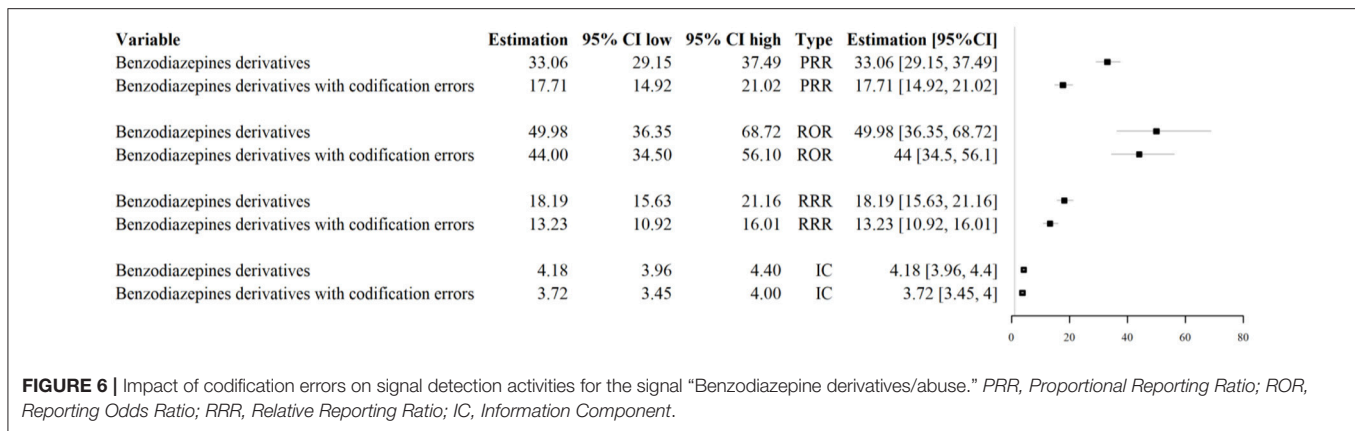 Variable Estimation 95% CI low 95% CI high Type Estimation [95%CI]
Benzodiazepines derivatives 33.06 29.15 37.49 PRR 33.06 [29.15, 37.49]
Benzodiazepines derivatives with codification errors 17.71 14.92 21.02 PRR 17.71 [14.92, 21.02]
Benzodiazepines derivatives 49.98 36.35 68.72 ROR 49.98 [36.35, 68.72]
Benzodiazepines derivatives with codification errors 44.00 34.50 56.10 ROR 44 [34.5, 56.1]
Benzodiazepines derivatives 18.19 15.63 21.16 RRR 18.19 [15.63, 21.16]
Benzodiazepines derivatives with codification errors 13.23 10.92 16.01 RRR 13.23 [10.92, 16.01]
Benzodiazepines derivatives 4.18 3.96 4.40 IC 4.18 [3.96, 4.4]
Benzodiazepines derivatives with codification errors 3.72 3.45 4.00 IC 3.72 [3.45, 4]
0 20 40 60 80
FIGURE 6 | Impact of codification errors on signal detection activities for the signal “Benzodiazepine derivatives/abuse.” PRR, Proportional Reporting Ratio; ROR,
Reporting Odds Ratio; RRR, Relative Reporting Ratio; IC, Information Component.